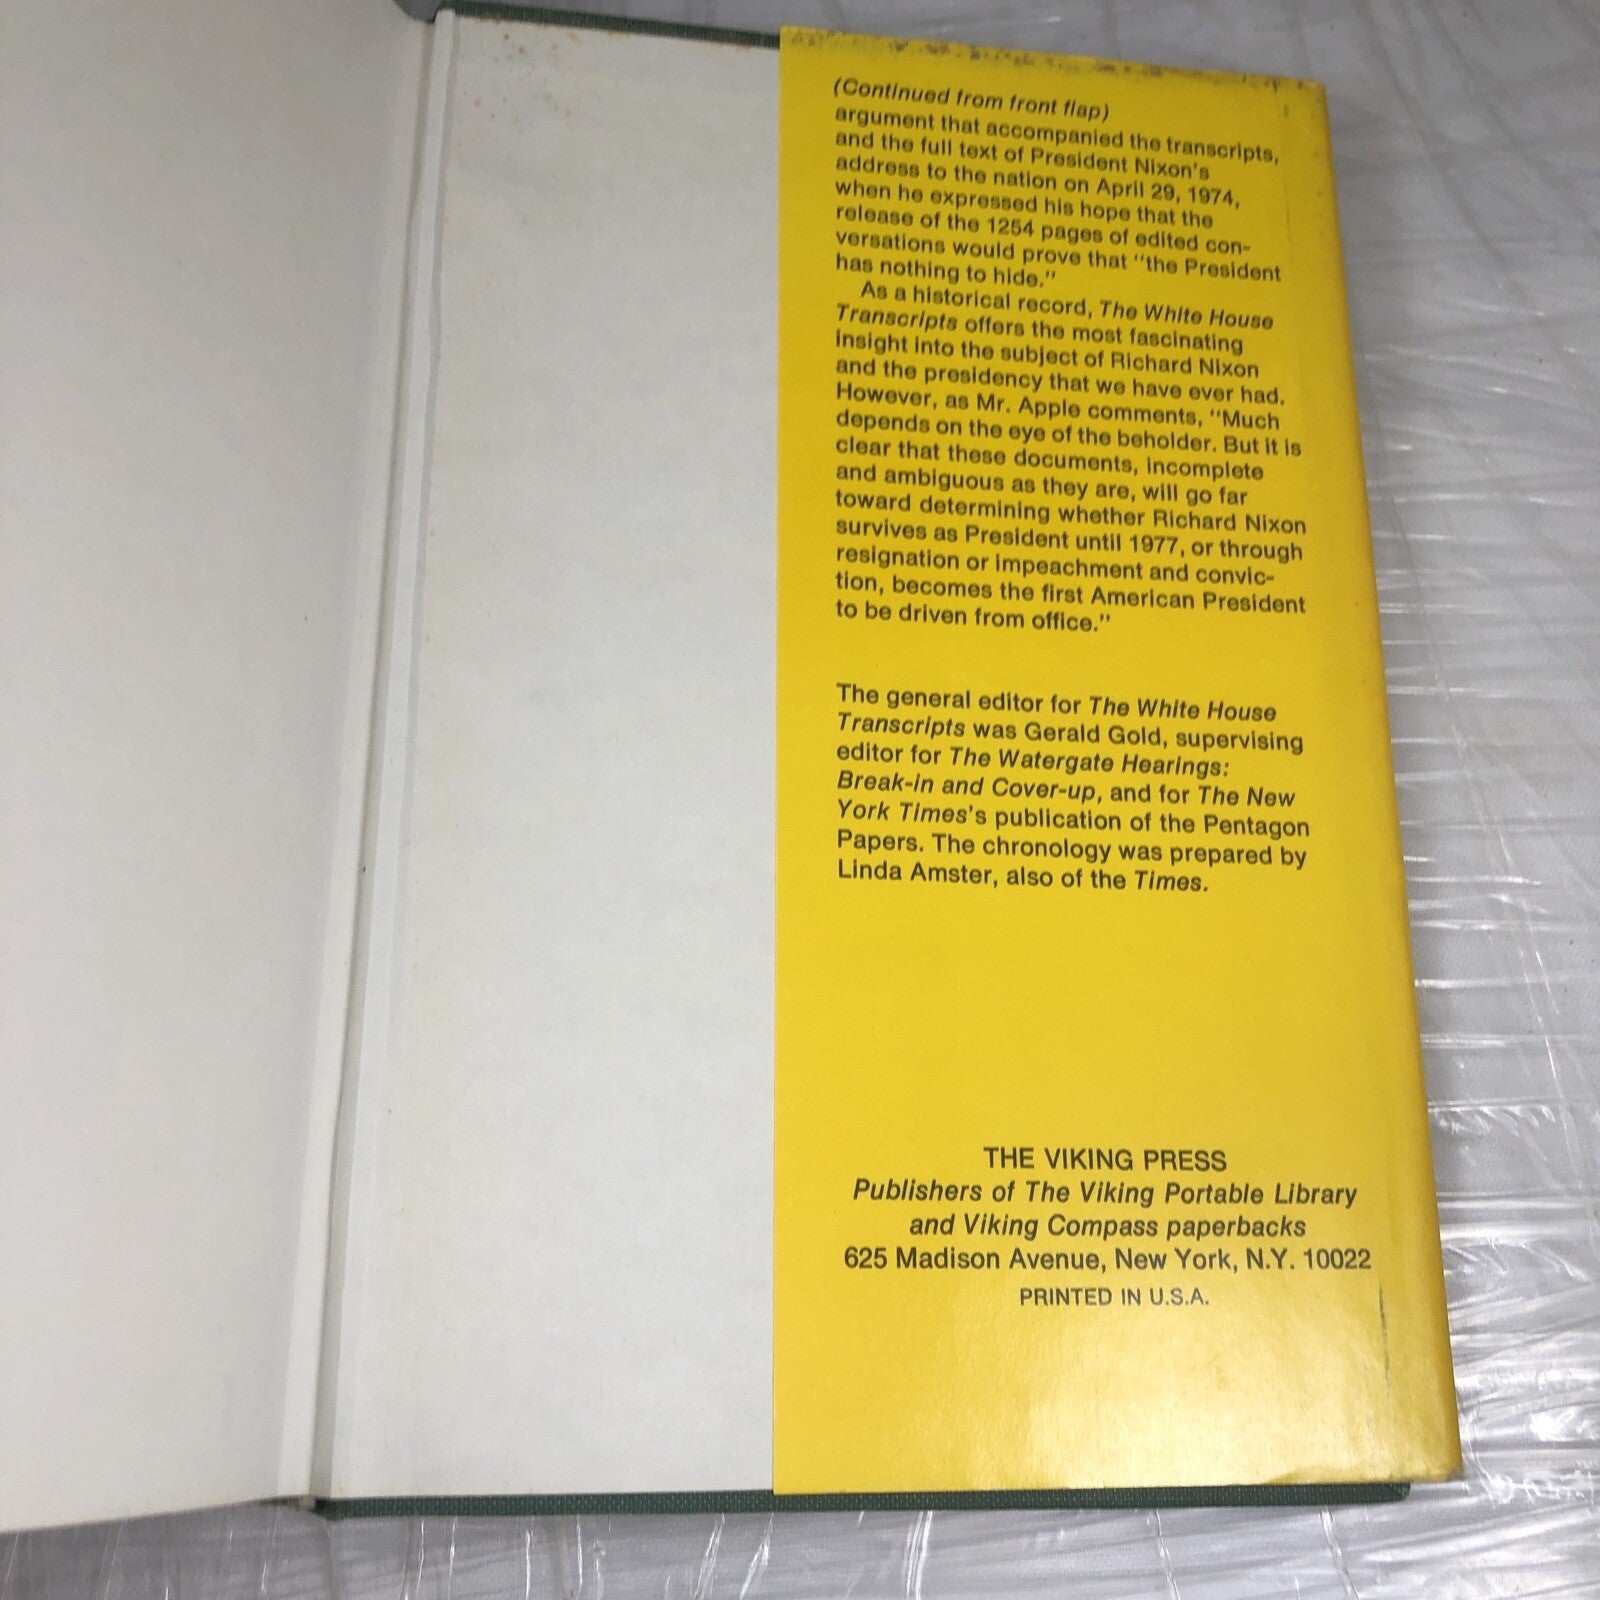 (Continued from front flap)
argument that accompanied the transcripts,
and the full text of President Nixon's
address to the nation on April 29, 1974,
when he expressed his hope that the
release of the 1254 pages of edited con-
versations would prove that "the President
has nothing to hide."
As a historical record, The White House
Transcripts offers the most fascinating
insight into the subject of Richard Nixon
and the presidency that we have ever had.
However, as Mr. Apple comments, "Much
depends on the eye of the beholder. But it is
clear that these documents, incomplete
and ambiguous as they are, will go far
toward determining whether Richard Nixon
survives as President until 1977, or through
resignation or impeachment and convic-
tion, becomes the first American President
to be driven from office."
The general editor for The White House
Transcripts was Gerald Gold, supervising
editor for The Watergate Hearings:
Break-in and Cover-up, and for The New
York Times's publication of the Pentagon
Papers. The chronology was prepared by
Linda Amster, also of the Times.
THE VIKING PRESS
Publishers of The Viking Portable Library
and Viking Compass paperbacks
625 Madison Avenue, New York, N.Y. 10022
PRINTED IN U.S.A.